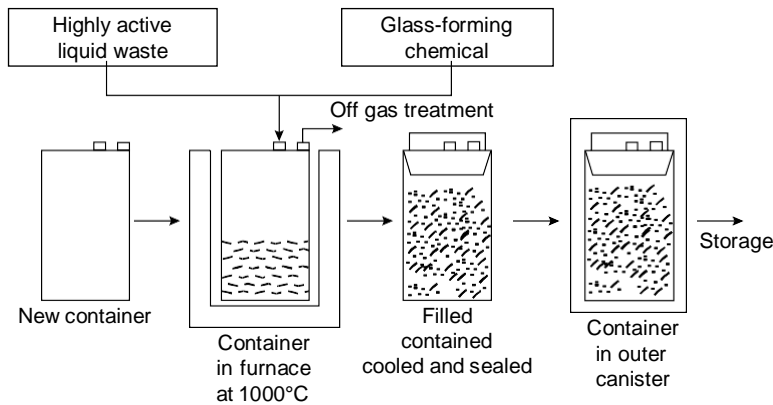 Highly active
liquid waste
Glass-forming
chemical
Off gas treatment
Storage
New container
Container
in furnace
at 1000°C
Filled
contained
cooled and sealed
Container
in outer
canister